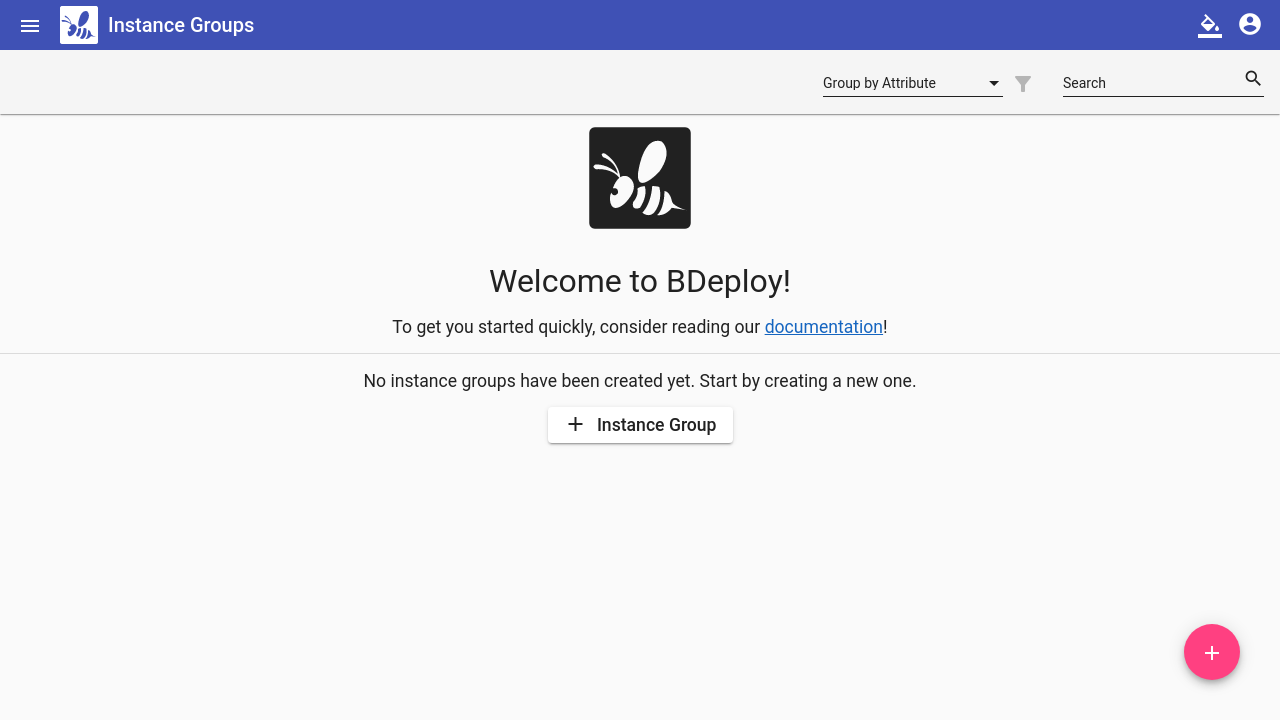 Instance Groups
Group by Attribute
Search
Welcome to BDeploy!
To get you started quickly, consider reading our documentation!
No instance groups have been created yet. Start by creating a new one.
Instance Group